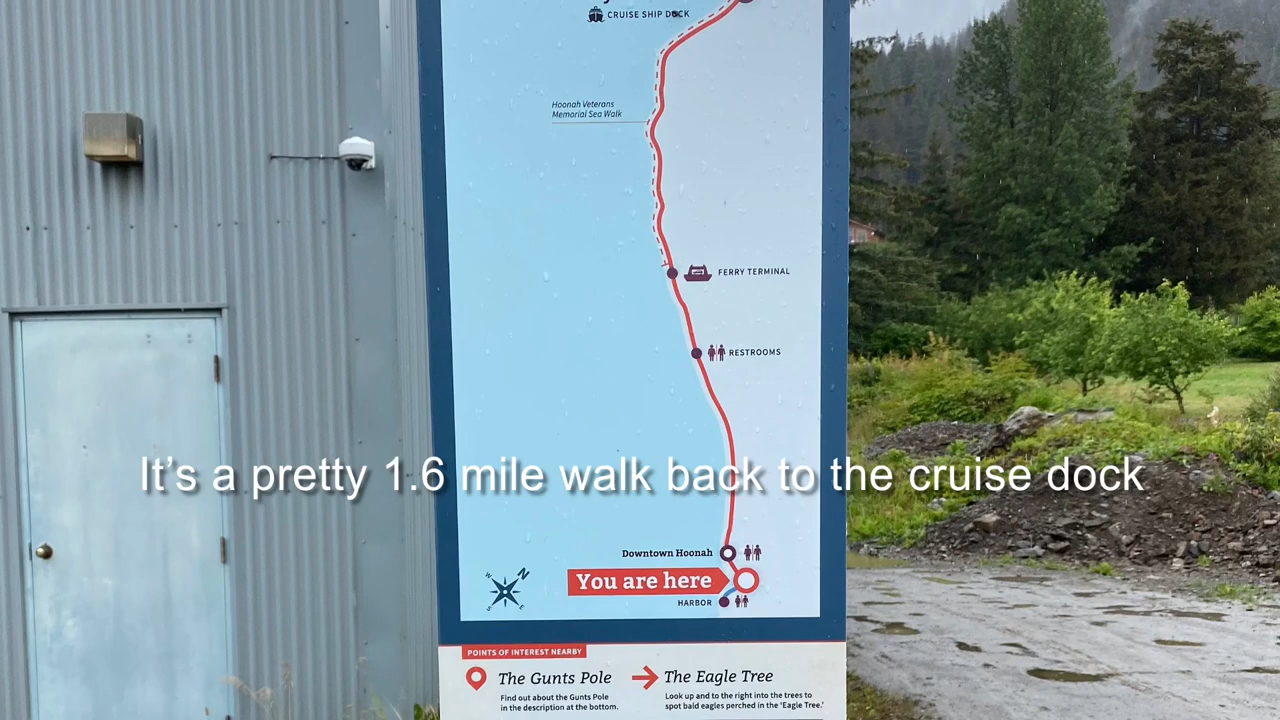 CRUISE SHIP DOCK
Hoonah Veterans
Memorial Sea Walk
FERRY TERMINAL
RESTROOMS
It's a pretty 1.6 mile walk back to the cruise dock
Downtown Hoonah
You are here
HARBOR
N
W
S
E
POINTS OF INTEREST NEARBY
The Gunts Pole
Find out about the Gunts Pole
in the description at the bottom.
The Eagle Tree
Look up and to the right into the trees to
spot bald eagles perched in the 'Eagle Tree.'